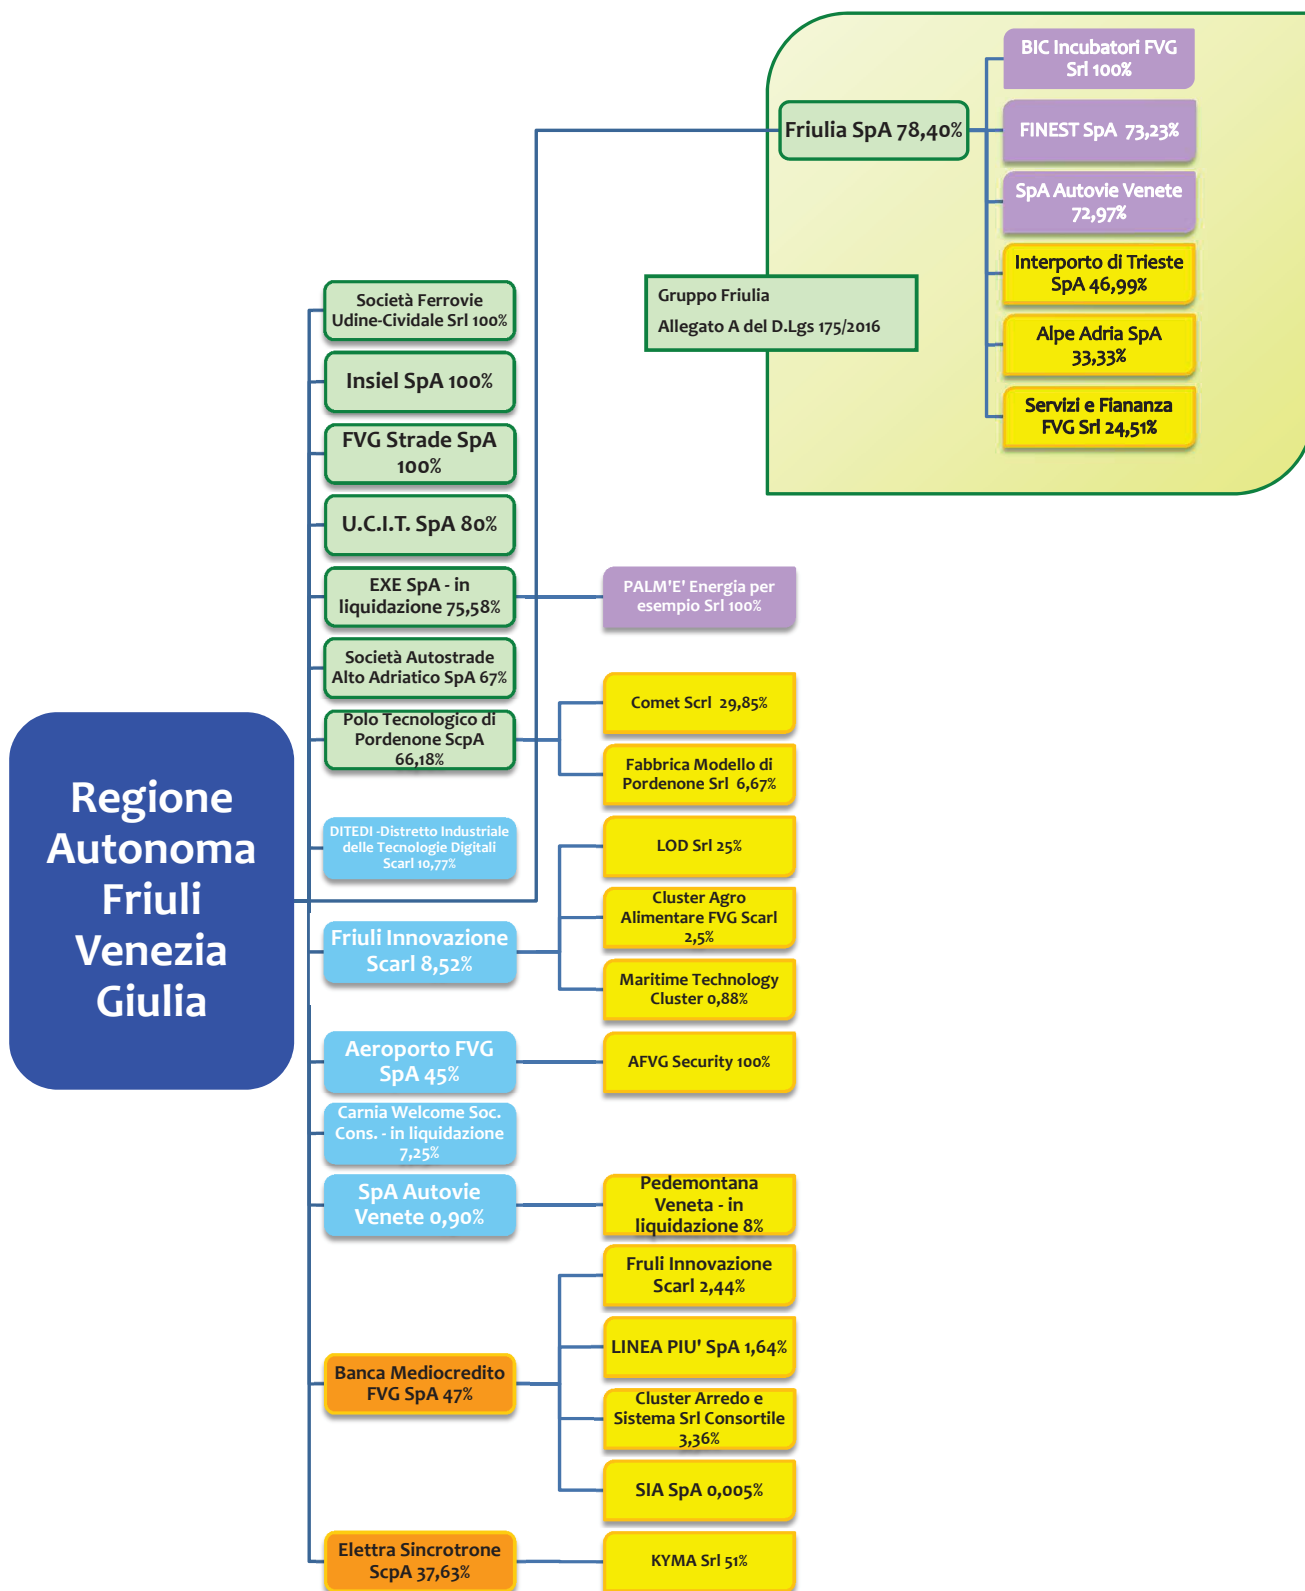 BIC Incubatori FVG
Srl 100%
Friulia SpA 78,40%
FINEST SpA 73,23%
SpA Autovie Venete
72,97%
Interporto di Trieste
SpA 46,99%
Gruppo Friulia
Allegato A del D.Lgs 175/2016
Alpe Adria SpA
33,33%
Servizi e Fiananza
FVG Srl 24,51%
Società Ferrovie
Udine-Cividale Srl 100%
Insiel SpA 100%
FVG Strade SpA
100%
U.C.I.T. SpA 80%
EXE SpA - in
liquidazione 75,58%
PALM'E' Energia per
esempio Srl 100%
Società Autostrade
Alto Adriatico SpA 67%
Polo Tecnologico di
Pordenone ScpA
66,18%
Comet Scrl 29,85%
Fabbrica Modello di
Pordenone Srl 6,67%
Regione
Autonoma
Friuli
Venezia
Giulia
DITEDI -Distretto Industriale
delle Tecnologie Digitali
Scarl 10,77%
Friuli Innovazione
Scarl 8,52%
LOD Srl 25%
Cluster Agro
Alimentare FVG Scarl
2,5%
Maritime Technology
Cluster 0,88%
Aeroporto FVG
SpA 45%
AFVG Security 100%
Carnia Welcome Soc.
Cons. - in liquidazione
7,25%
SpA Autovie
Venete 0,90%
Pedemontana
Veneta - in
liquidazione 8%
Banca Mediocredito
FVG SpA 47%
Fruli Innovazione
Scarl 2,44%
LINEA PIU' SpA 1,64%
Cluster Arredo e
Sistema Srl Consortile
3,36%
SIA SpA 0,005%
Elettra Sincrotrone
ScpA 37,63%
KYMA Srl 51%